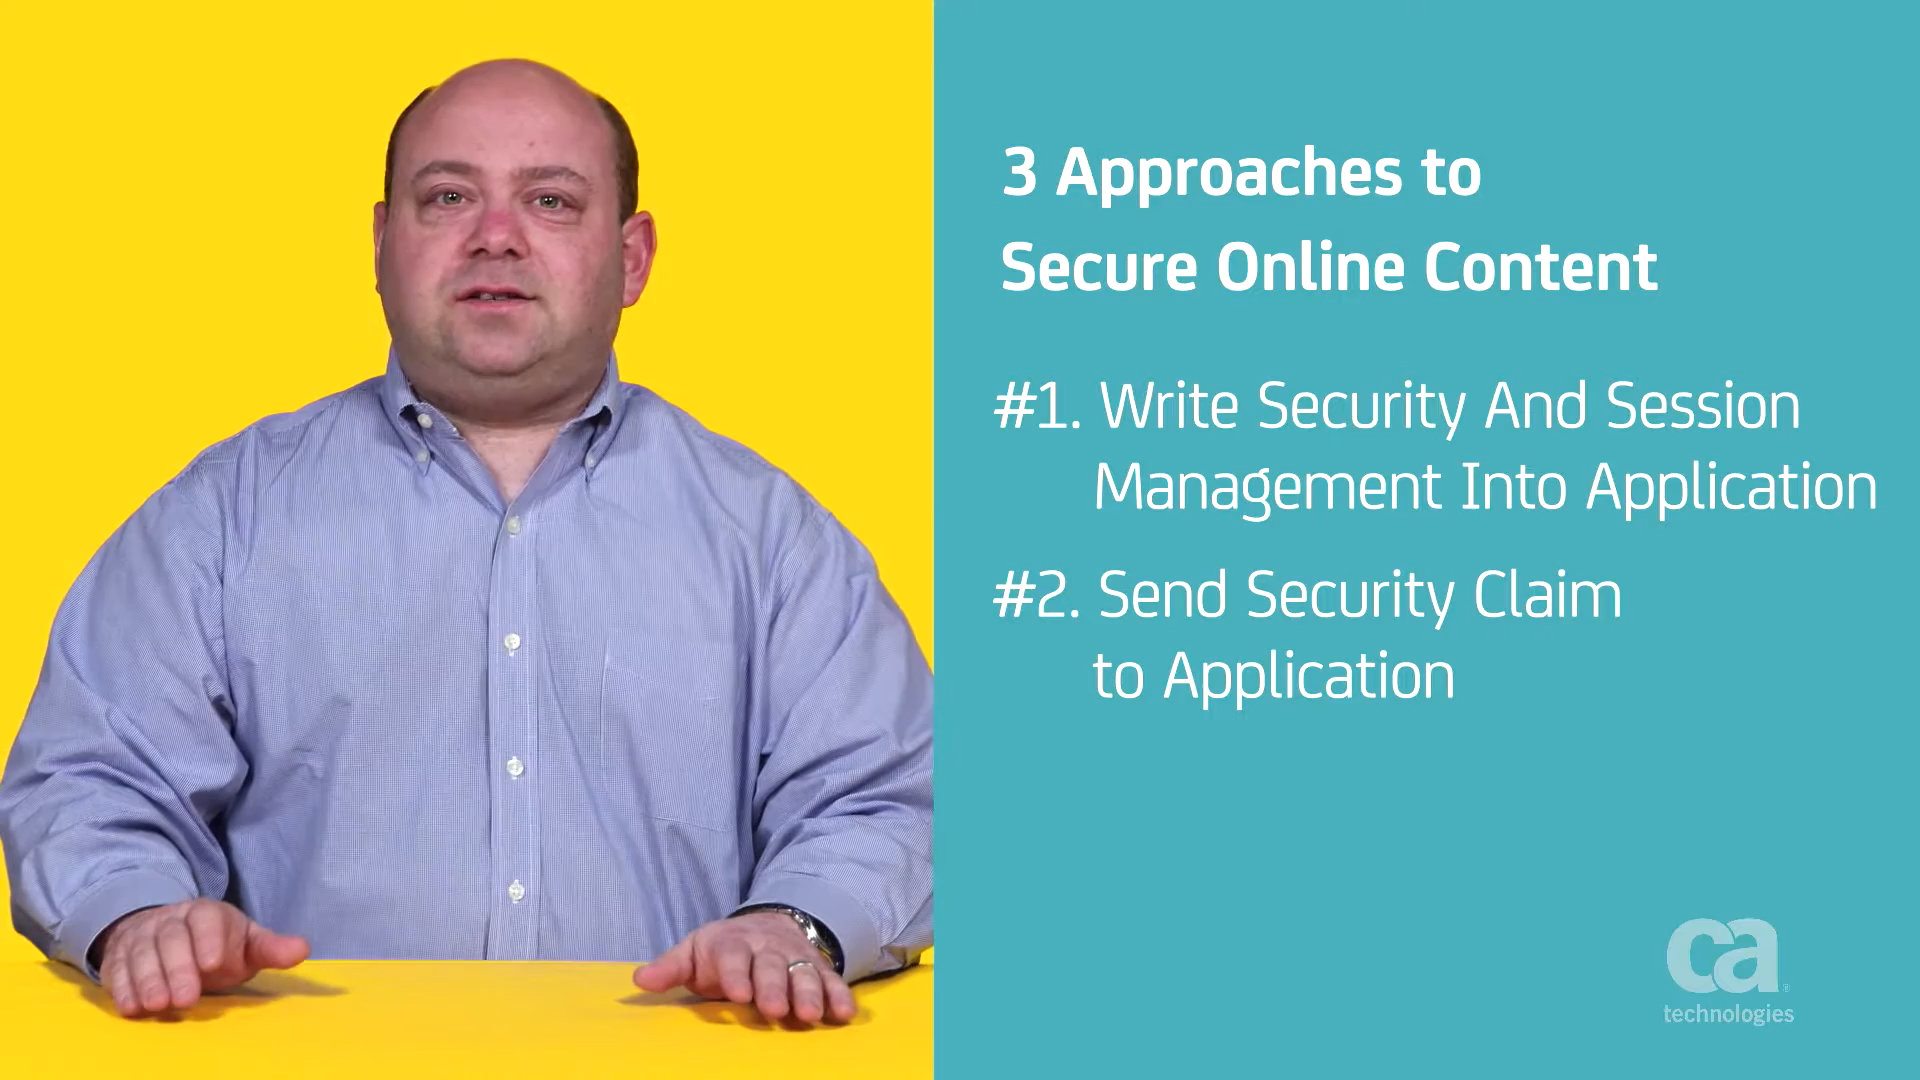 3 Approaches to
Secure Online Content
#1. Write Security And Session
Management Into Application
#2. Send Security Claim
to Application
ca
technologies